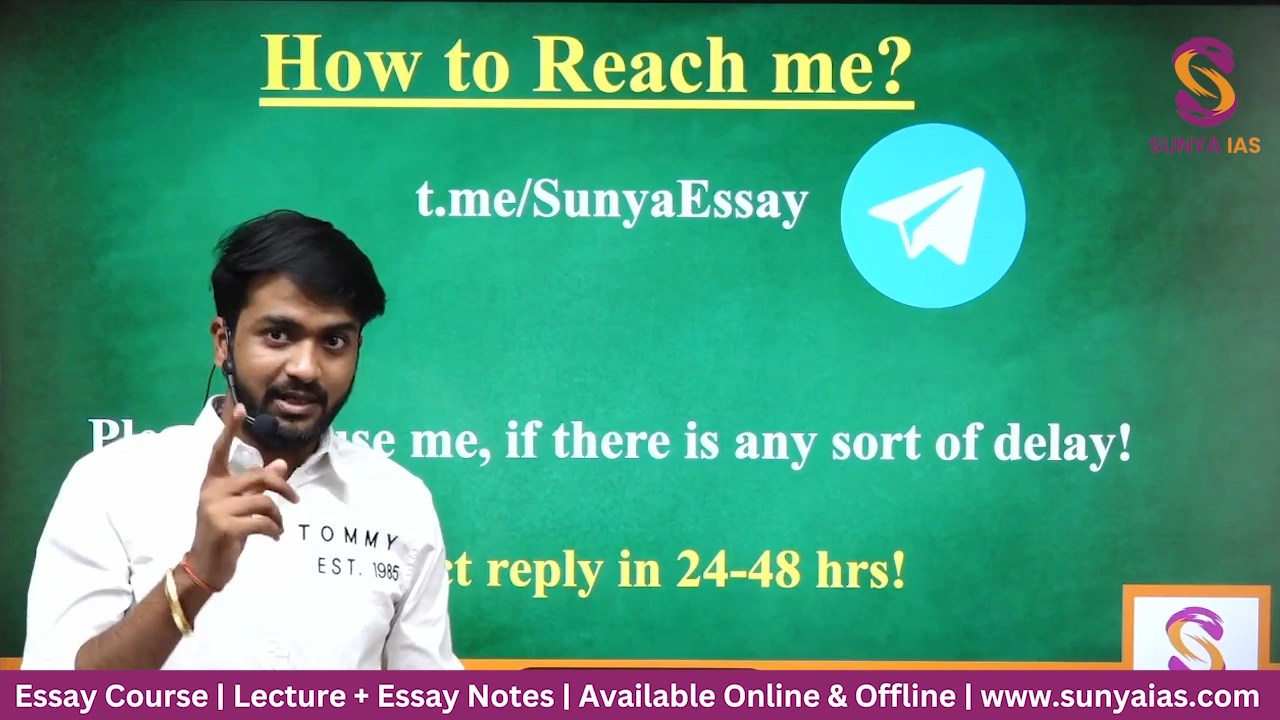 How to Reach me?
SUNYA IAS
t.me/SunyaEssay
me, if there is any sort of delay!
TOMMY
EST. 1985
reply in 24-48 hrs!
Essay Course | Lecture + Essay Notes | Available Online & Offline | www.sunyaias.com